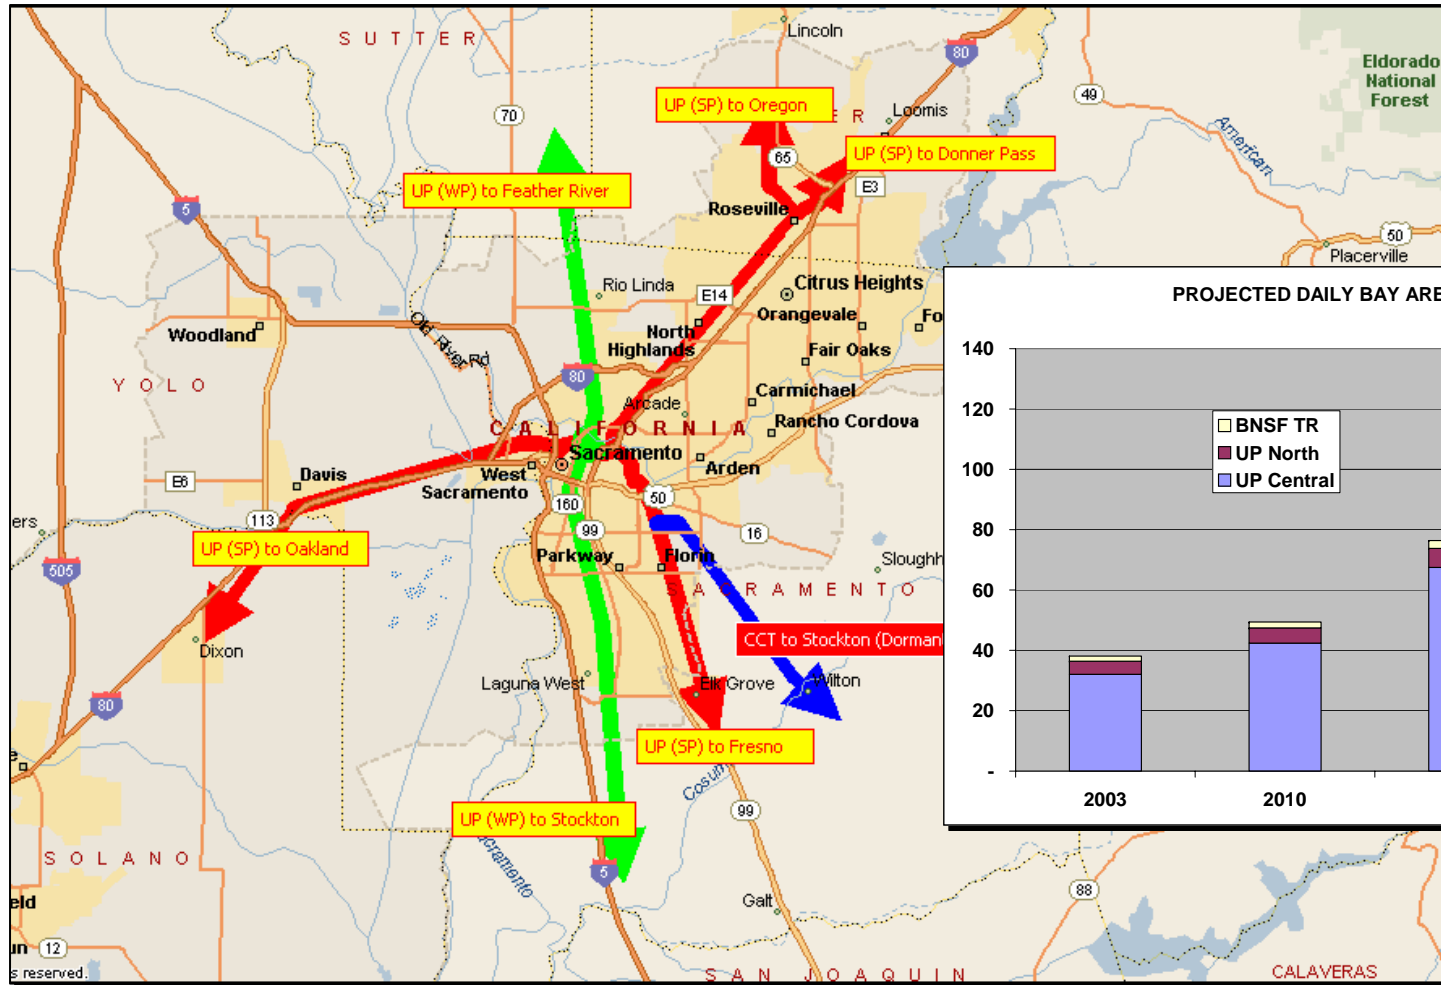 Lincoln
SUTTER
80
Eldorado
National
Forest
49
UP (SP) to Oregon
ER
Loomis
70
American
65
UP (SP) to Donner Pass
UP (WP) to Feather River
E3
5
Roseville
50
Placerville
Rio Linda
E14
Citrus Heights
Orangevale
Fo
Woodland
Old River Rd
North
Highlands
Fair Oaks
YOLO
80
Carmichael
Arcade
Rancho Cordova
CALIFORNIA
Sacramento
Davis
West
Sacramento
Arden
E6
160
50
113
99
16
ers
UP (SP) to Oakland
505
Parkway
Florin
Sloughh
SACRAMENTO
CCT to Stockton (Dorman
Dixon
Laguna West
Elk Grove
Wilton
80
UP (SP) to Fresno
Cosum
e
UP (WP) to Stockton
99
Sacramento
SOLANO
5
88
Galt
eld
un
12
s reserved.
SAN JOAQUIN
CALAVERAS
PROJECTED DAILY BAY ARE
140
120
100
80
60
40
20
-
BNSF TR
UP North
UP Central
2003
2010